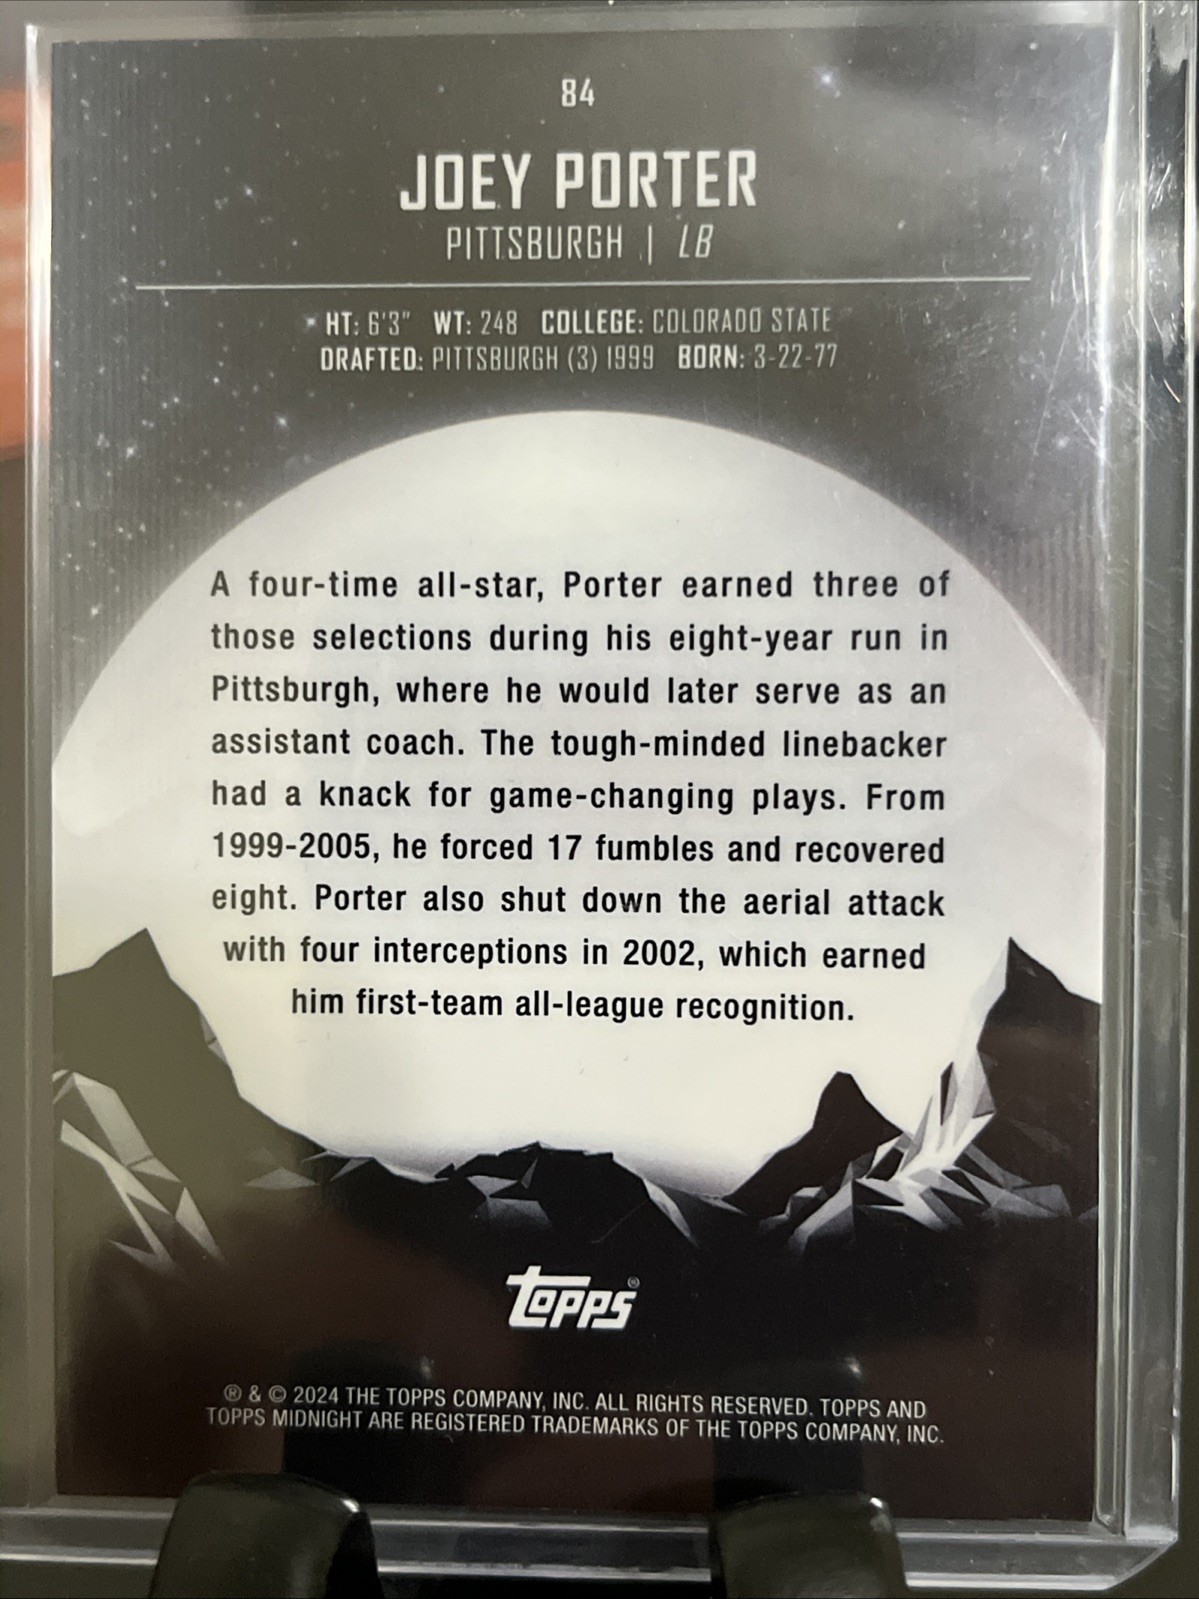 84
JOEY PORTER
PITTSBURGH | LB
HT: 6'3" WT: 248 COLLEGE: COLORADO STATE
DRAFTED: PITTSBURGH (3) 1999 BORN: 3-22-77
A four-time all-star, Porter earned three of
those selections during his eight-year run in
Pittsburgh, where he would later serve as an
assistant coach. The tough-minded linebacker
had a knack for game-changing plays. From
1999-2005, he forced 17 fumbles and recovered
eight. Porter also shut down the aerial attack
with four interceptions in 2002, which earned
him first-team all-league recognition.
Topps®
® & © 2024 THE TOPPS COMPANY, INC. ALL RIGHTS RESERVED. TOPPS AND
TOPPS MIDNIGHT ARE REGISTERED TRADEMARKS OF THE TOPPS COMPANY, INC.